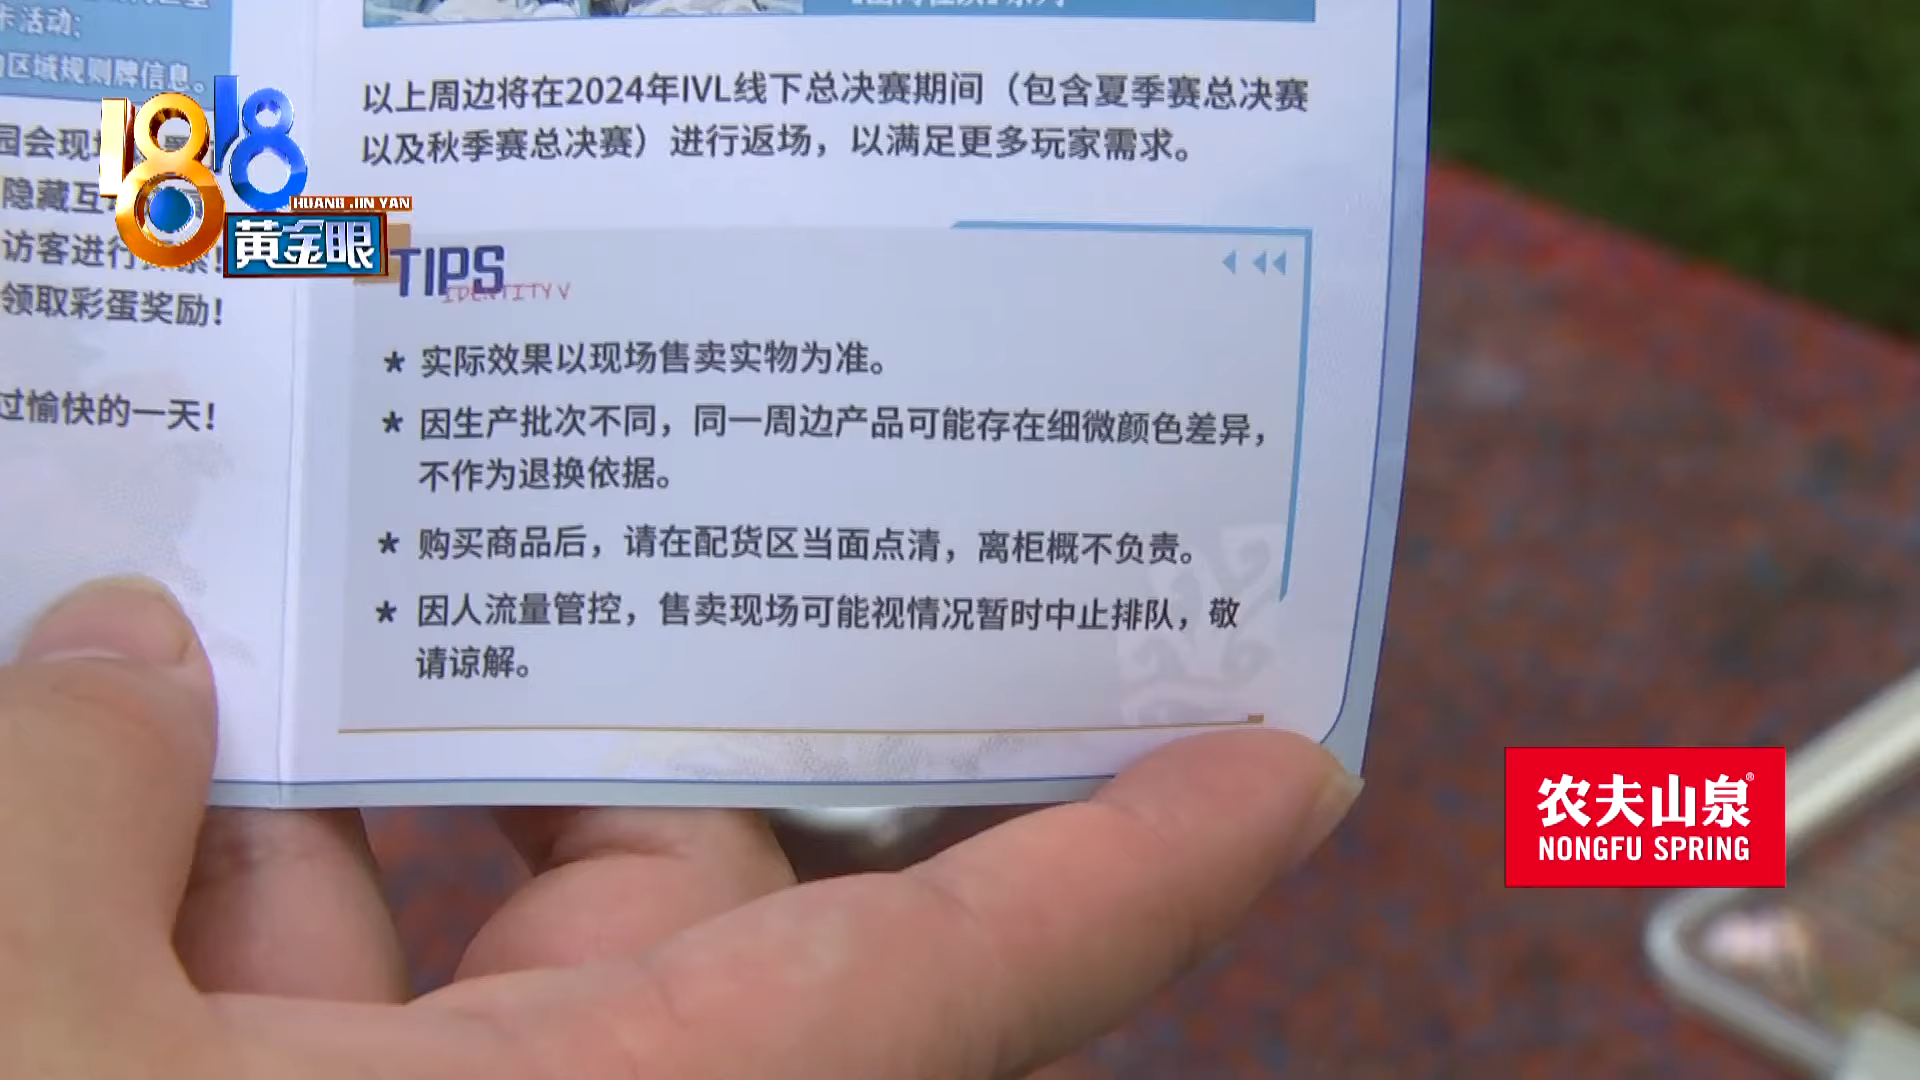 卡活动;
区域规则牌信息。
园会现
隐藏互
访客进行
领取彩蛋奖励!
过愉快的一天!
1818
HUANG JIN YAN
黄金眼
以上周边将在2024年IVL线下总决赛期间（包含夏季赛总决赛
以及秋季赛总决赛）进行返场，以满足更多玩家需求。
TIPS
IDENTITY V
★ 实际效果以现场售卖实物为准。
★ 因生产批次不同，同一周边产品可能存在细微颜色差异，
不作为退换依据。
★ 购买商品后，请在配货区当面点清，离柜概不负责。
★ 因人流量管控，售卖现场可能视情况暂时中止排队，敬
请谅解。
农夫山泉®
NONGFU SPRING